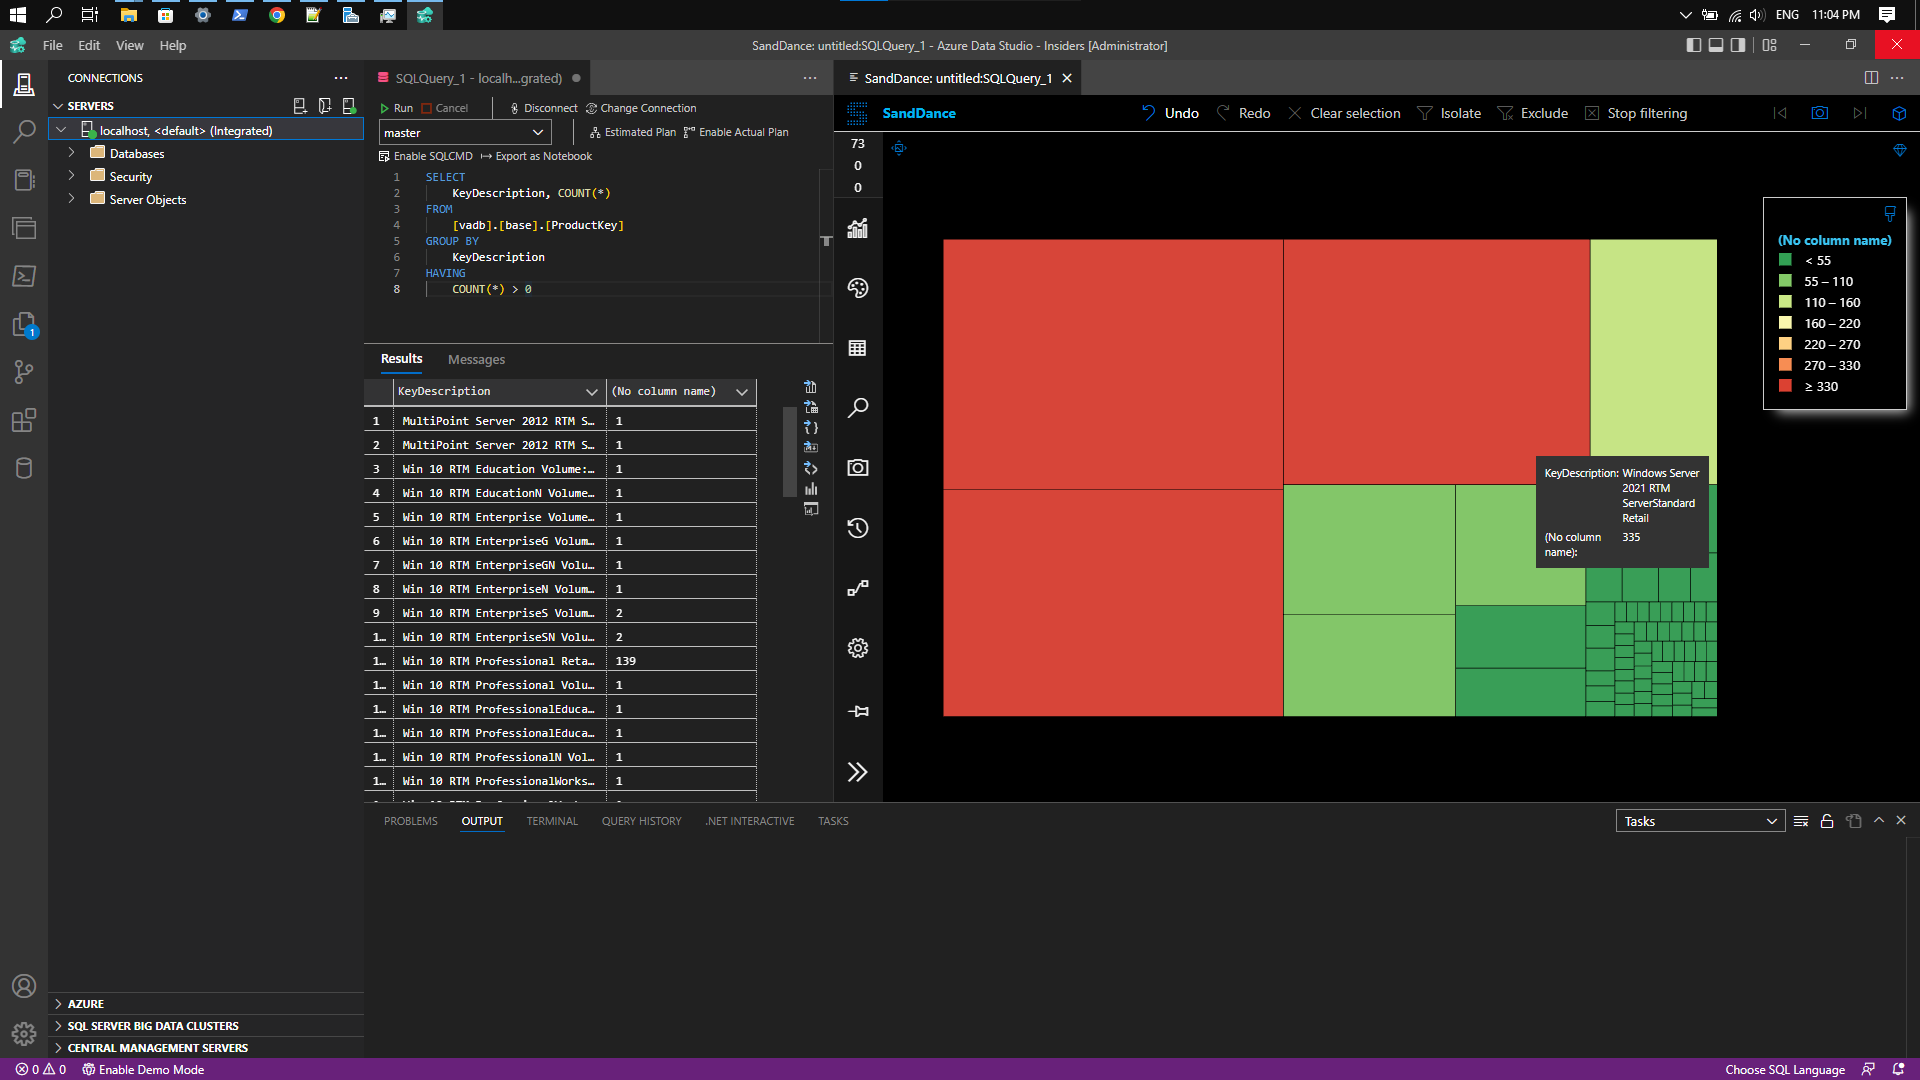 ENG
11:04 PM
File Edit View Help
SandDance: untitled:SQLQuery_1 - Azure Data Studio - Insiders [Administrator]
CONNECTIONS
SERVERS
localhost, <default> (Integrated)
Databases
Security
Server Objects
AZURE
SQL SERVER BIG DATA CLUSTERS
CENTRAL MANAGEMENT SERVERS
1
SQLQuery_1 - localh...grated)
Run Cancel Disconnect Change Connection
master Estimated Plan Enable Actual Plan
Enable SQLCMD Export as Notebook
1 SELECT
2 KeyDescription, COUNT(*)
3 FROM
4 [vadb].[base].[ProductKey]
5 GROUP BY
6 KeyDescription
7 HAVING
8 COUNT(*) > 0
Results Messages
KeyDescription (No column name)
1 MultiPoint Server 2012 RTM S... 1
2 MultiPoint Server 2012 RTM S... 1
3 Win 10 RTM Education Volume:... 1
4 Win 10 RTM EducationN Volume... 1
5 Win 10 RTM Enterprise Volume... 1
6 Win 10 RTM EnterpriseG Volum... 1
7 Win 10 RTM EnterpriseGN Volu... 1
8 Win 10 RTM EnterpriseN Volum... 1
9 Win 10 RTM EnterpriseS Volum... 2
1... Win 10 RTM EnterpriseSN Volu... 2
1... Win 10 RTM Professional Reta... 139
1... Win 10 RTM Professional Volu... 1
1... Win 10 RTM ProfessionalEduca... 1
1... Win 10 RTM ProfessionalEduca... 1
1... Win 10 RTM ProfessionalN Vol... 1
1... Win 10 RTM ProfessionalWorks... 1
SandDance: untitled:SQLQuery_1
SandDance
Undo Redo Clear selection Isolate Exclude Stop filtering
73
0
0
(No column name)
< 55
55 – 110
110 – 160
160 – 220
220 – 270
270 – 330
≥ 330
KeyDescription: Windows Server
2021 RTM
ServerStandard
Retail
(No column 335
name):
PROBLEMS OUTPUT TERMINAL QUERY HISTORY .NET INTERACTIVE TASKS
Tasks
0 0 Enable Demo Mode
Choose SQL Language